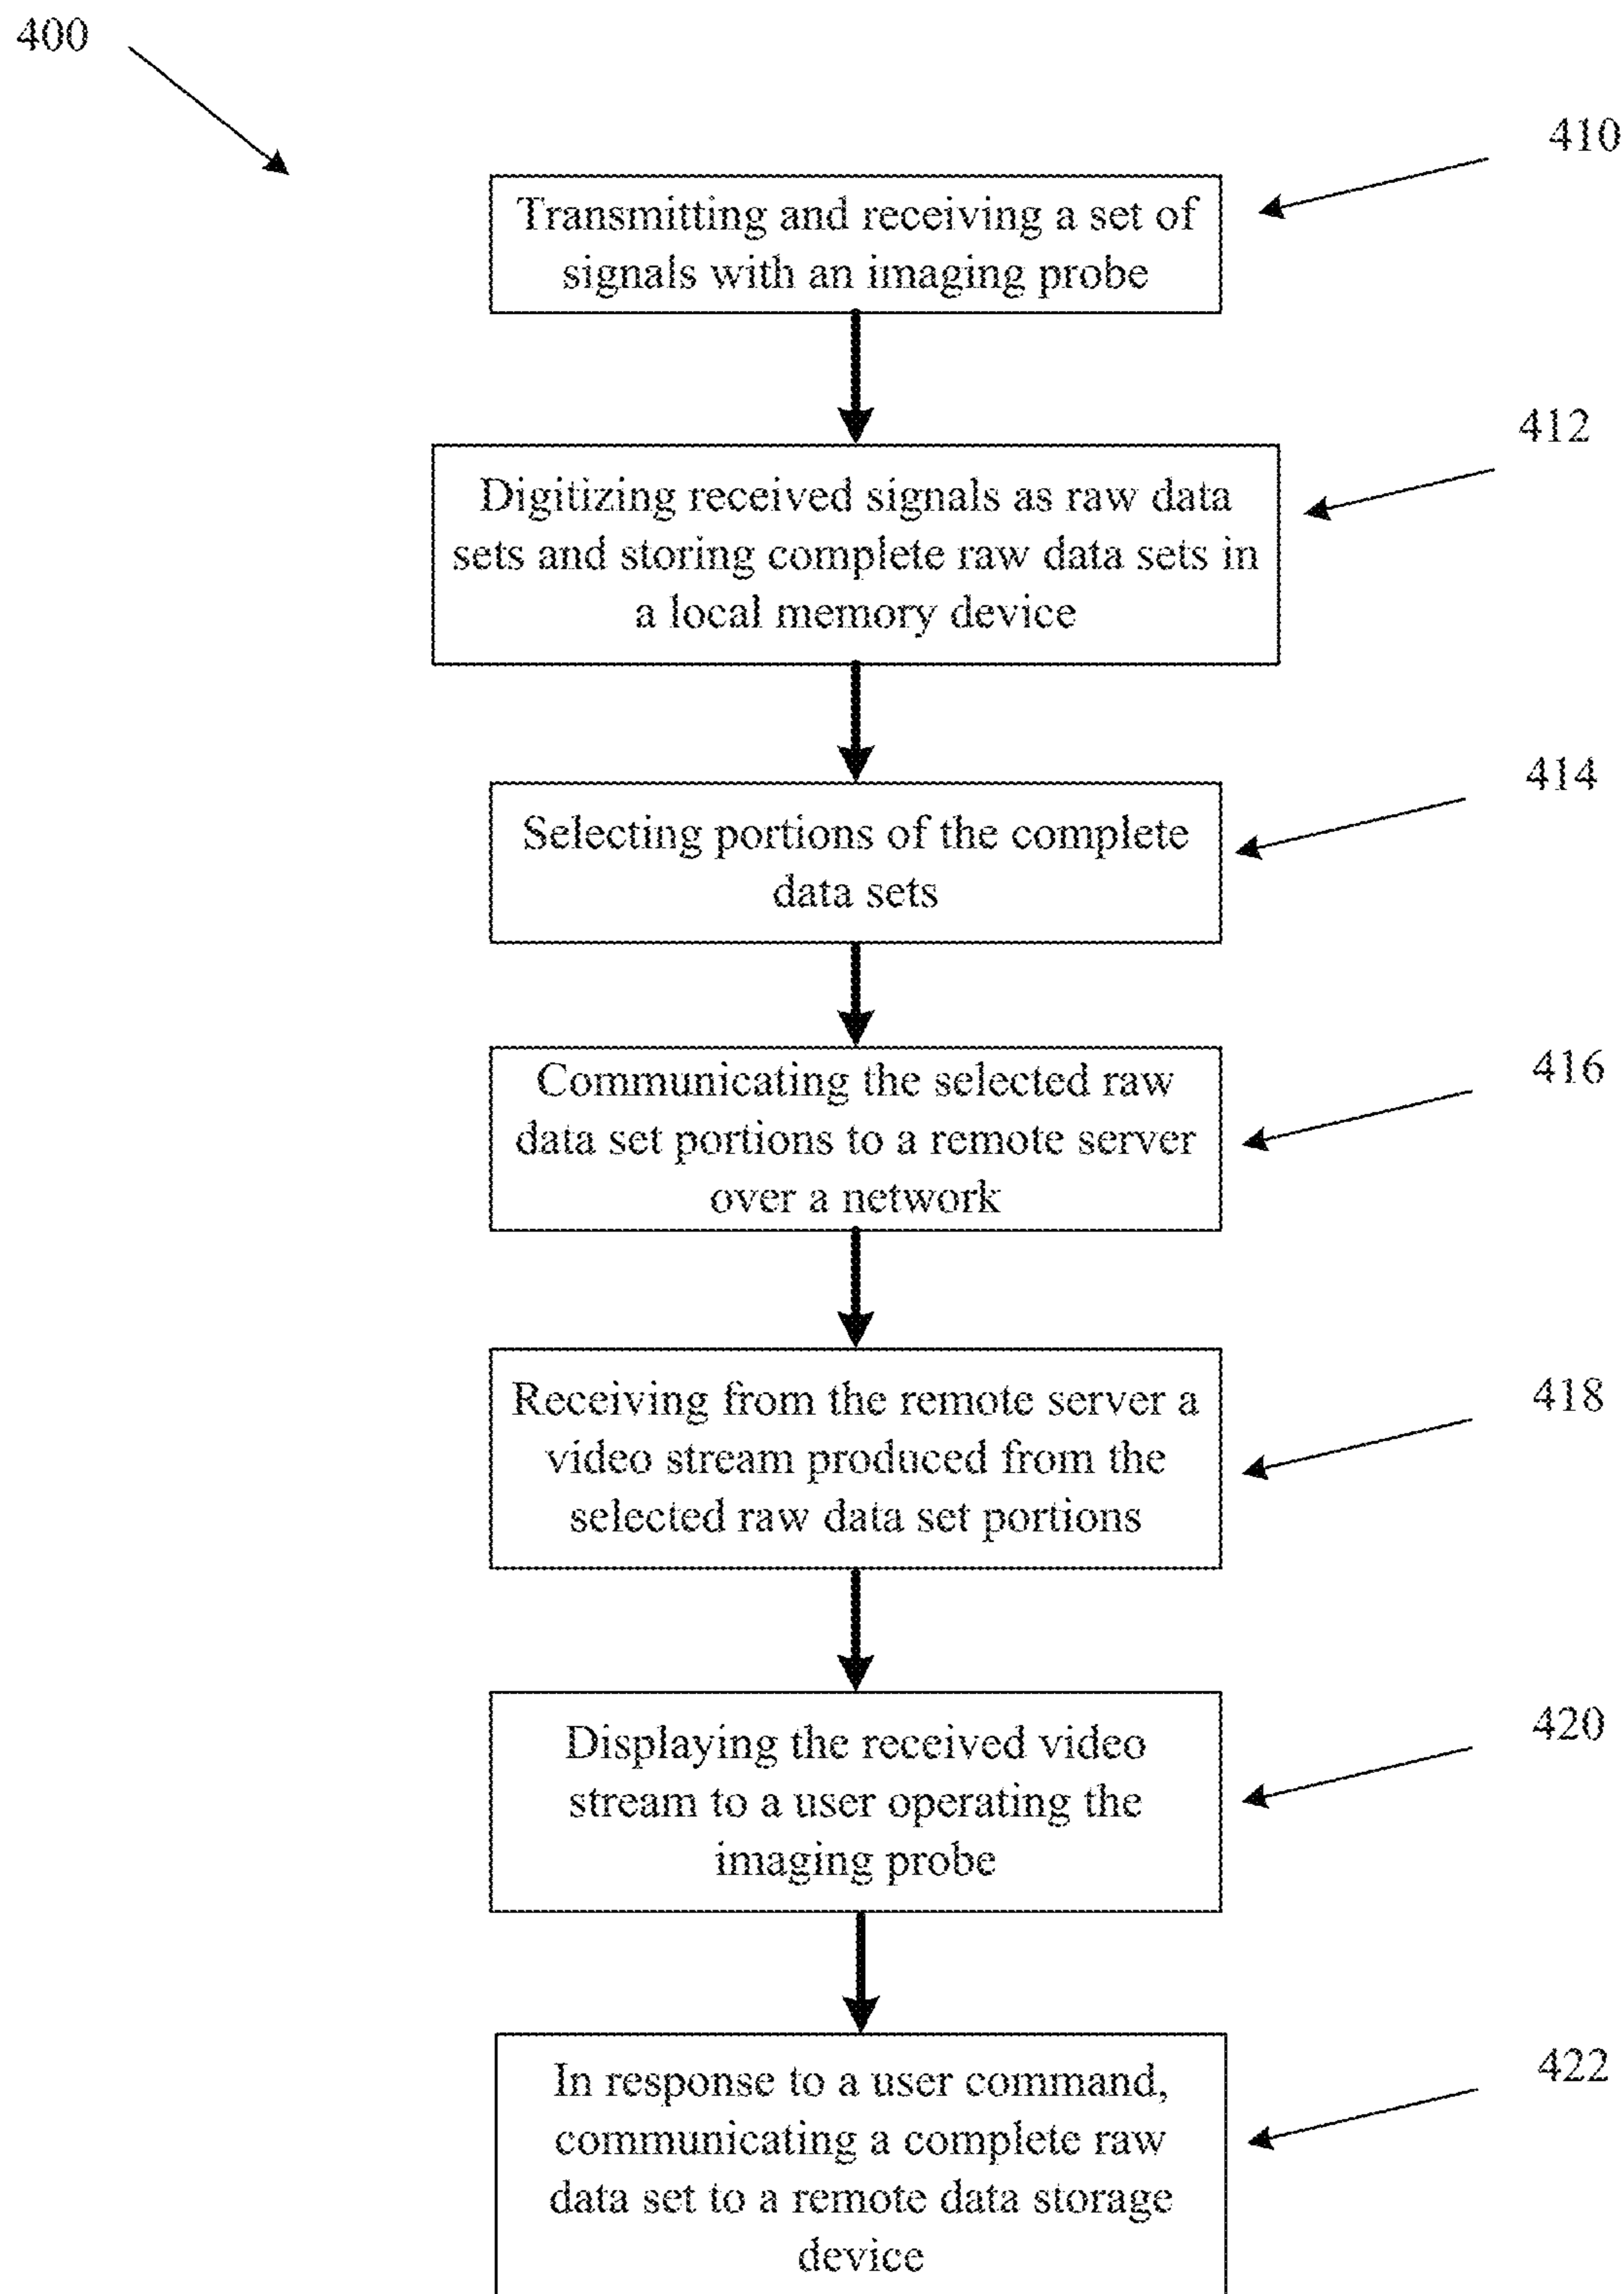 400
410
Transmitting and receiving a set of
signals with an imaging probe
412
Digitizing received signals as raw data
sets and storing complete raw data sets in
a local memory device
414
Selecting portions of the complete
data sets
416
Communicating the selected raw
data set portions to a remote server
over a network
418
Receiving from the remote server a
video stream produced from the
selected raw data set portions
420
Displaying the received video
stream to a user operating the
imaging probe
422
In response to a user command,
communicating a complete raw
data set to a remote data storage
device